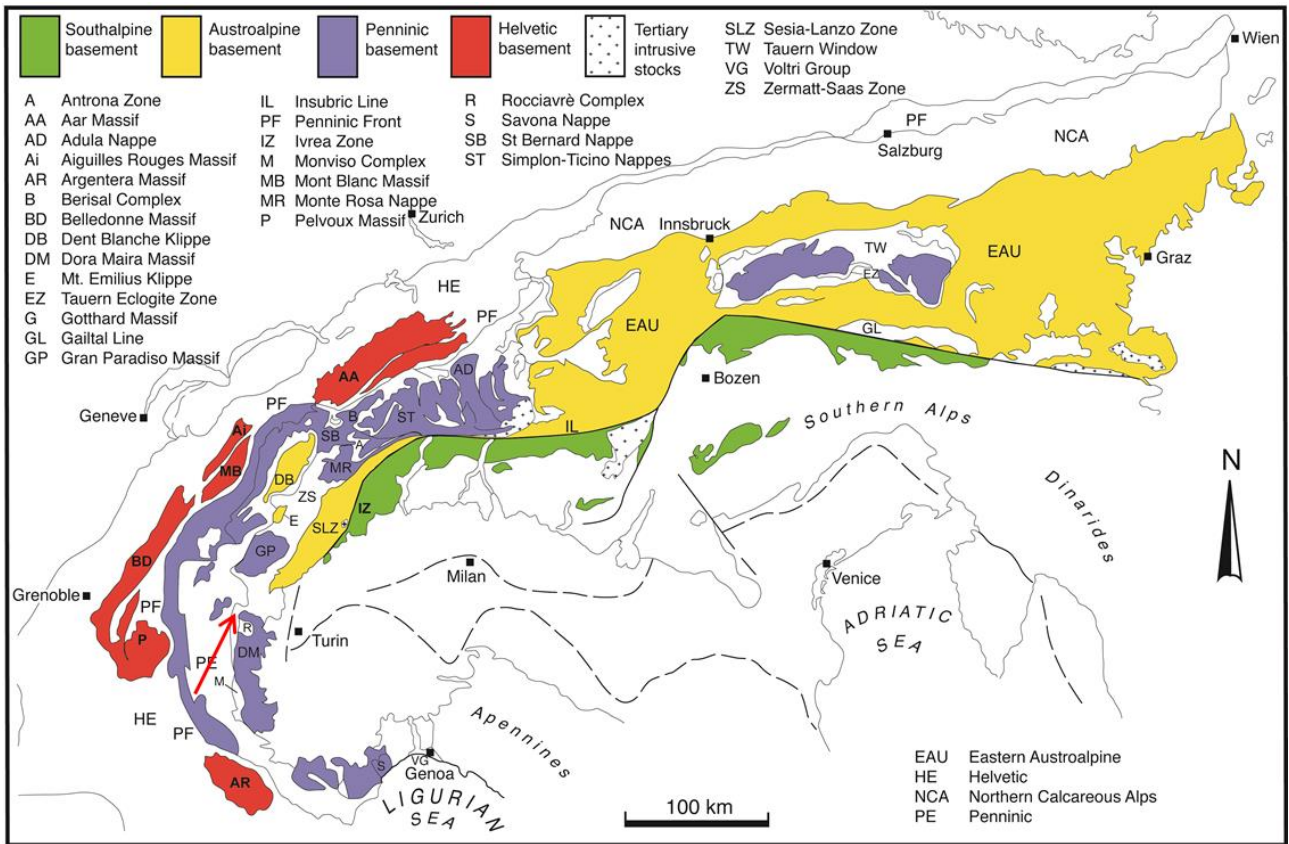 Southalpine basement
Austroalpine basement
Penninic basement
Helvetic basement
Tertiary intrusive stocks
SLZ Sesia-Lanzo Zone
TW Tauern Window
VG Voltri Group
ZS Zermatt-Saas Zone
A Antrona Zone
AA Aar Massif
AD Adula Nappe
Ai Aiguilles Rouges Massif
AR Argentera Massif
B Berisal Complex
BD Belledonne Massif
DB Dent Blanche Klippe
DM Dora Maira Massif
E Mt. Emilius Klippe
EZ Tauern Eclogite Zone
G Gotthard Massif
GL Gailtal Line
GP Gran Paradiso Massif
IL Insubric Line
PF Penninic Front
IZ Ivrea Zone
M Monviso Complex
MB Mont Blanc Massif
MR Monte Rosa Nappe
P Pelvoux Massif
R Rocciavrè Complex
S Savona Nappe
SB St Bernard Nappe
ST Simplon-Ticino Nappes
Wien
PF
Salzburg
NCA
Zurich
NCA
Innsbruck
TW
EZ
EAU
Graz
HE
PF
EAU
GL
AA
AD
Bozen
Geneve
PF
B
ST
SB
A
IL
Southern Alps
Ai
MB
DB
MR
ZS
E
SLZ
IZ
N
Dinarides
BD
GP
Milan
Venice
Grenoble
PF
P
R
Turin
ADRIATIC
SEA
PE
DM
M
HE
PF
Apennines
AR
S
VG
Genoa
LIGURIAN
SEA
100 km
EAU Eastern Austroalpine
HE Helvetic
NCA Northern Calcareous Alps
PE Penninic